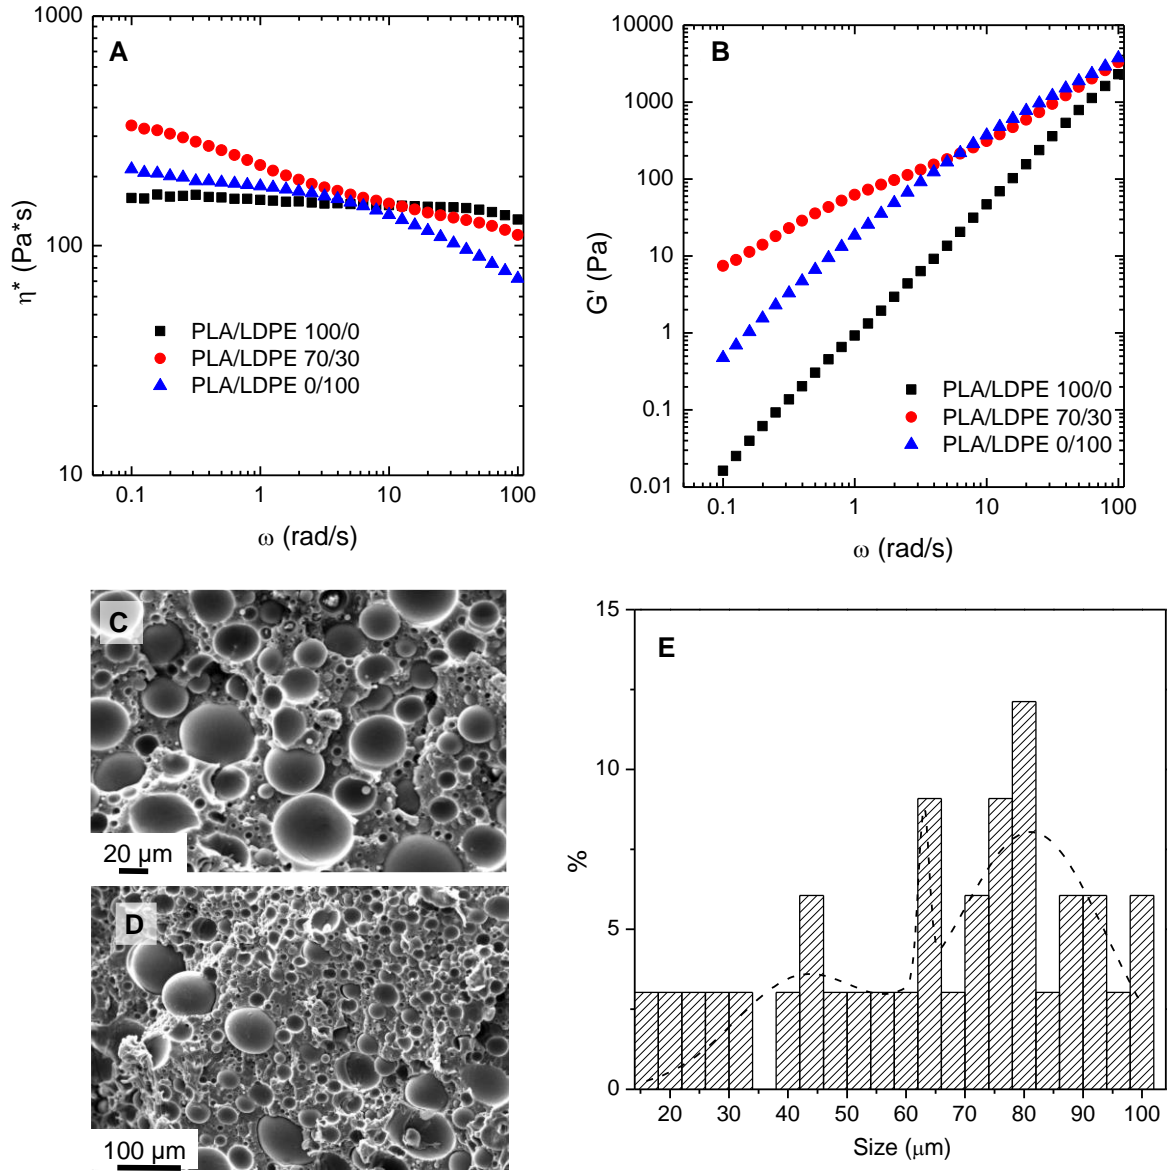 A
1000
100
10
η* (Pa*s)
PLA/LDPE 100/0
PLA/LDPE 70/30
PLA/LDPE 0/100
0.1 1 10 100
ω (rad/s)
B
10000
1000
100
10
1
0.1
0.01
G' (Pa)
PLA/LDPE 100/0
PLA/LDPE 70/30
PLA/LDPE 0/100
0.1 1 10 100
ω (rad/s)
C
20 µm
D
100 µm
E
15
10
5
0
%
20 30 40 50 60 70 80 90 100
Size (µm)